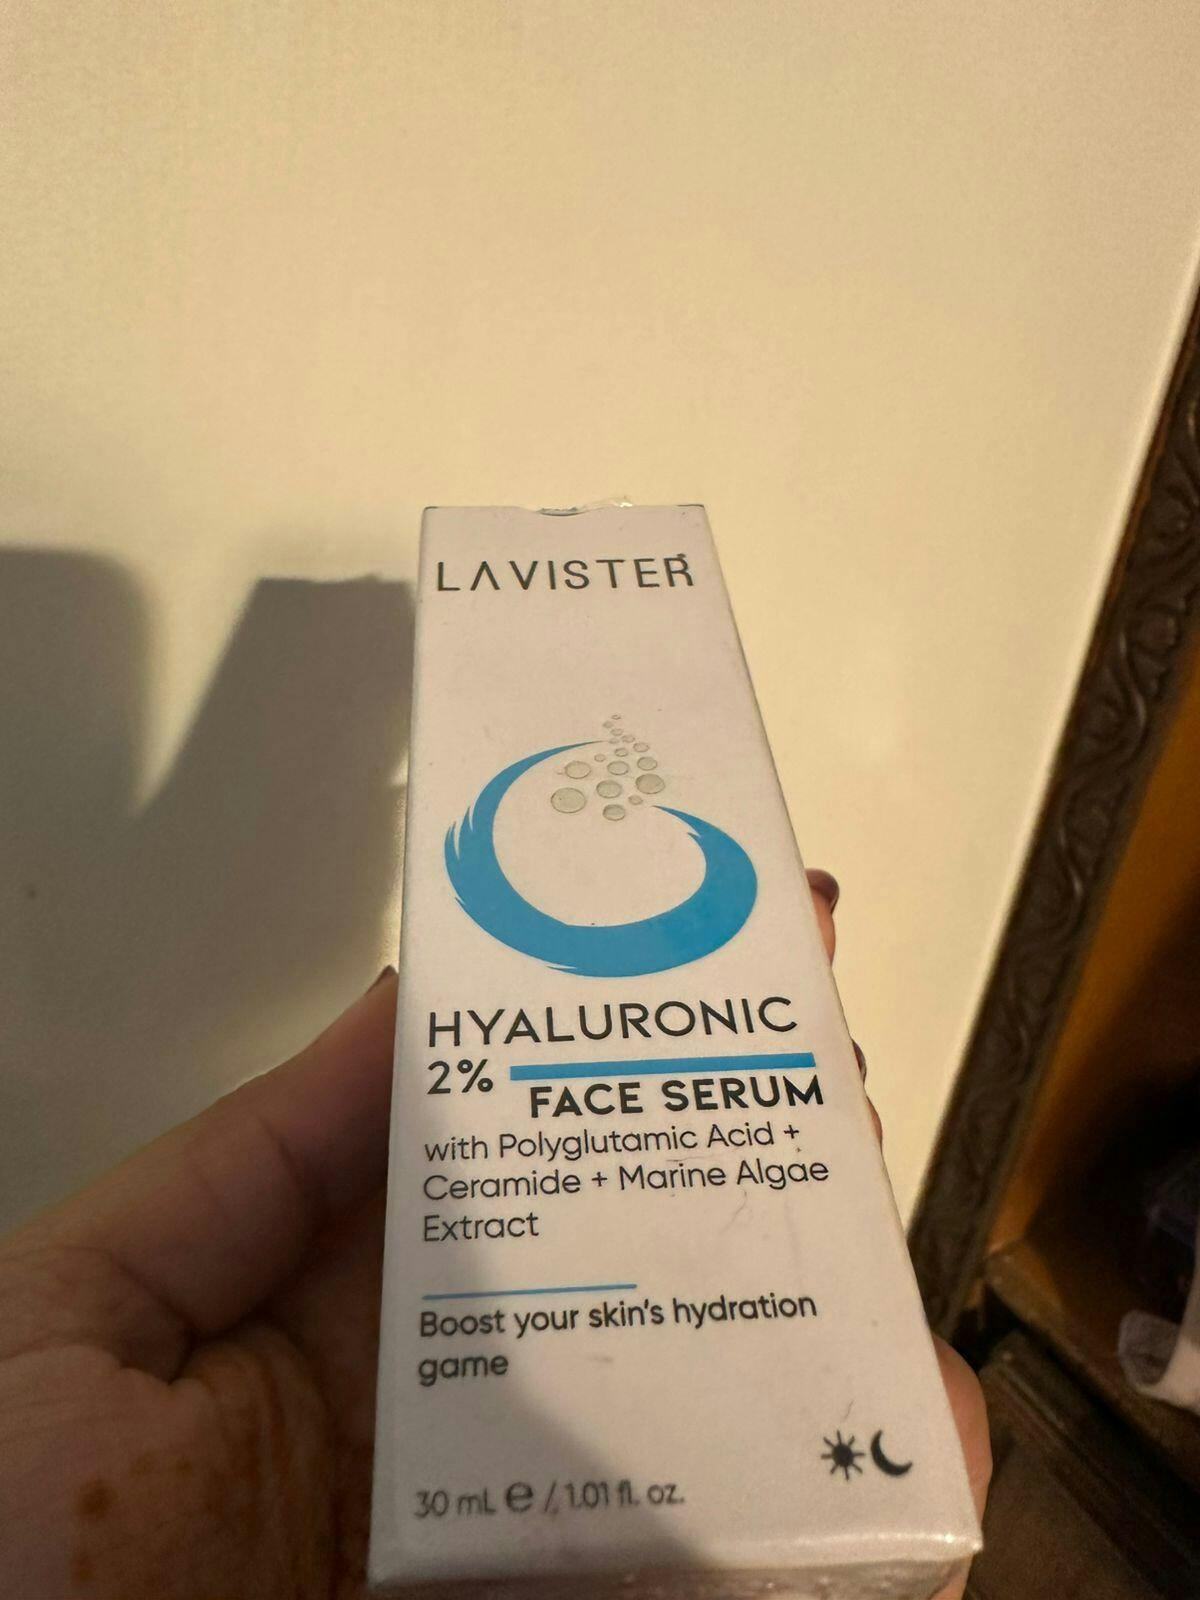 LAVISTER®
HYALURONIC
2%
FACE SERUM
with Polyglutamic Acid +
Ceramide + Marine Algae
Extract
Boost your skin's hydration
game
30 mL ℮ / 1.01 fl. oz.